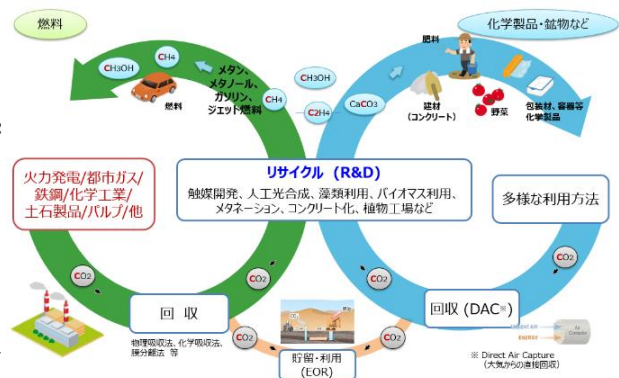 燃料
化学製品・鉱物など
CH3OH
CH4
燃料
メタン、
メタノール、
ガソリン、
ジェット燃料
CH4
CH3OH
C2H4
CaCO3
肥料
建材
(コンクリート)
野菜
包装材、容器等
化学製品
火力発電/都市ガス/
鉄鋼/化学工業/
土石製品/パルプ/他
リサイクル (R&D)
触媒開発、人工光合成、藻類利用、バイオマス利用、
メタネーション、コンクリート化、植物工場など
多様な利用方法
CO2
CO2
CO2
CO2
回 収
物理吸収法、化学吸収法、
膜分離法 等
CO2
貯留・利用
(EOR)
CO2
回収 (DAC※)
ENERGY
※ Direct Air Capture
(大気からの直接回収)